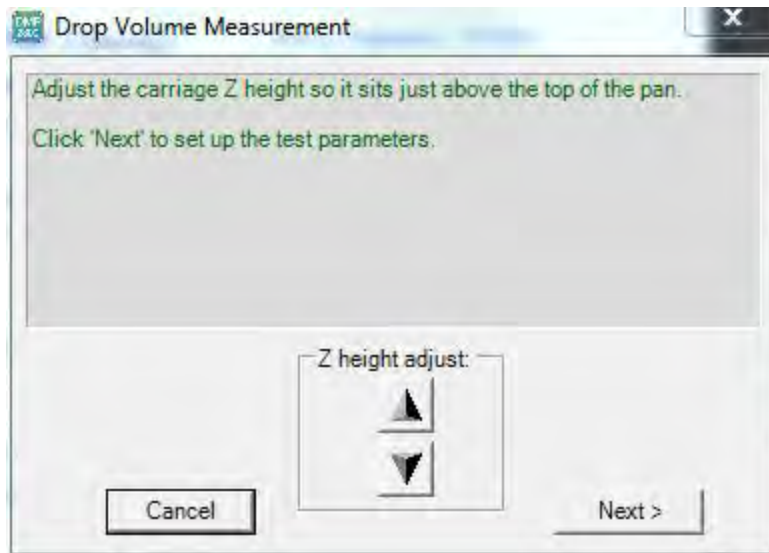 Drop Volume Measurement
Adjust the carriage Z height so it sits just above the top of the pan.
Click 'Next' to set up the test parameters.
Z height adjust:
Cancel
Next >